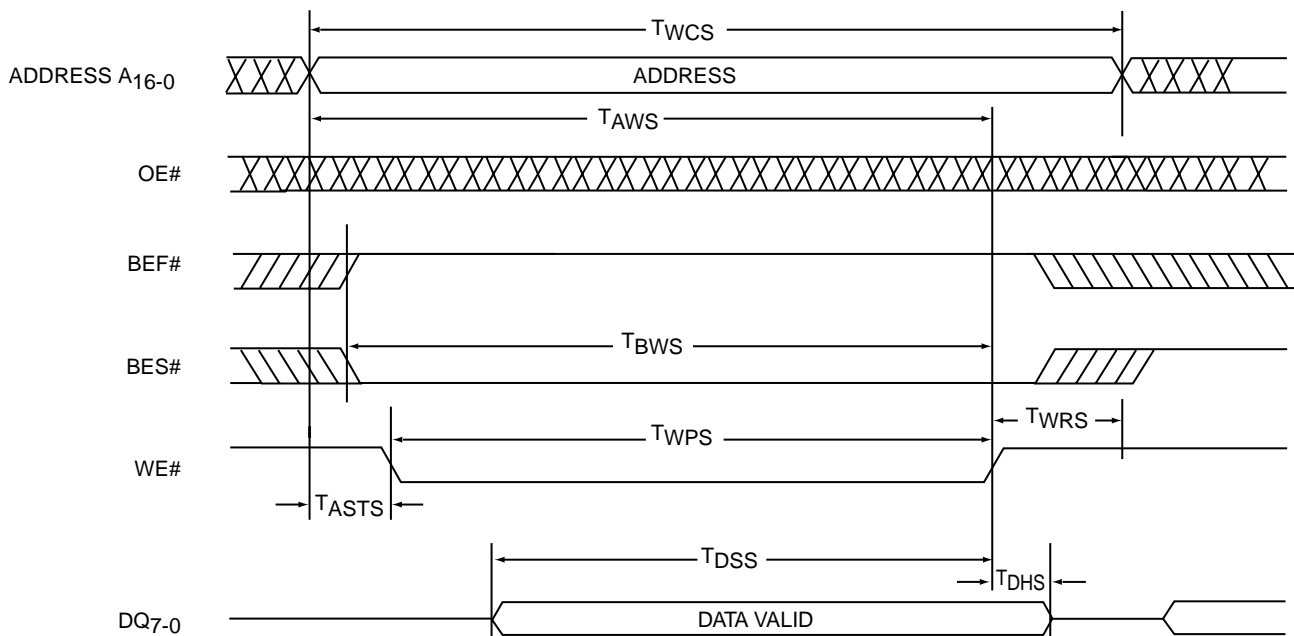 TWCS
ADDRESS A16-0
ADDRESS
TAWS
OE#
BEF#
TBWS
BES#
TWRS
TWPS
WE#
TASTS
TDSS
TDHS
DQ7-0
DATA VALID